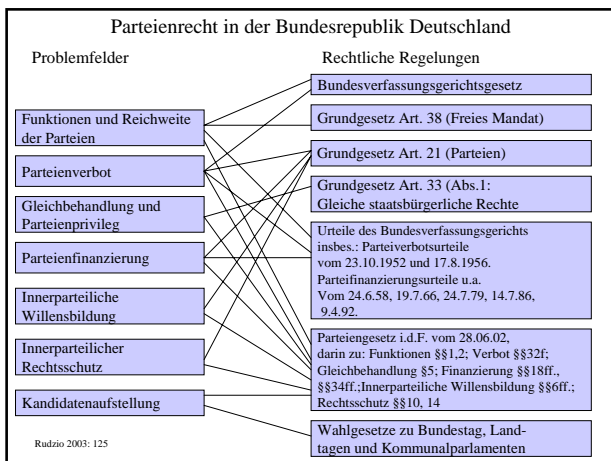 Parteienrecht in der Bundesrepublik Deutschland
Problemfelder
Funktionen und Reichweite
der Parteien
Parteienverbot
Gleichbehandlung und
Parteienprivileg
Parteienfinanzierung
Innerparteiliche
Willensbildung
Innerparteilicher
Rechtsschutz
Kandidatenaufstellung
Rudzio 2003: 125
Rechtliche Regelungen
Bundesverfassungsgerichtsgesetz
Grundgesetz Art. 38 (Freies Mandat)
Grundgesetz Art. 21 (Parteien)
Grundgesetz Art. 33 (Abs.1:
Gleiche staatsbürgerliche Rechte
Urteile des Bundesverfassungsgerichts
insbes.: Parteiverbotsurteile
vom 23.10.1952 und 17.8.1956.
Parteifinanzierungsurteile u.a.
Vom 24.6.58, 19.7.66, 24.7.79, 14.7.86,
9.4.92.
Parteiengesetz i.d.F. vom 28.06.02,
darin zu: Funktionen §§1,2; Verbot §§32f;
Gleichbehandlung §5; Finanzierung §§18ff.,
§§34ff.;Innerparteiliche Willensbildung §§6ff.;
Rechtsschutz §§10, 14
Wahlgesetze zu Bundestag, Land-
tagen und Kommunalparlamenten